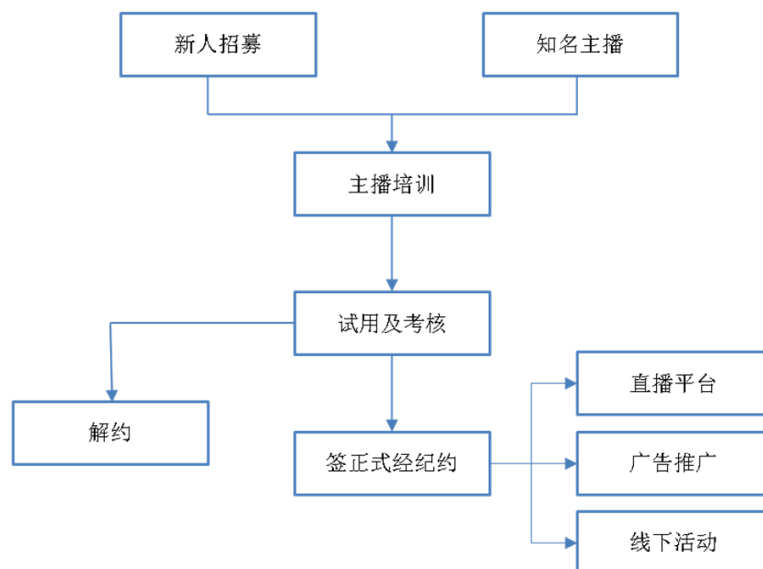 新人招募
知名主播
主播培训
试用及考核
直播平台
解约
签正式经纪约
广告推广
线下活动